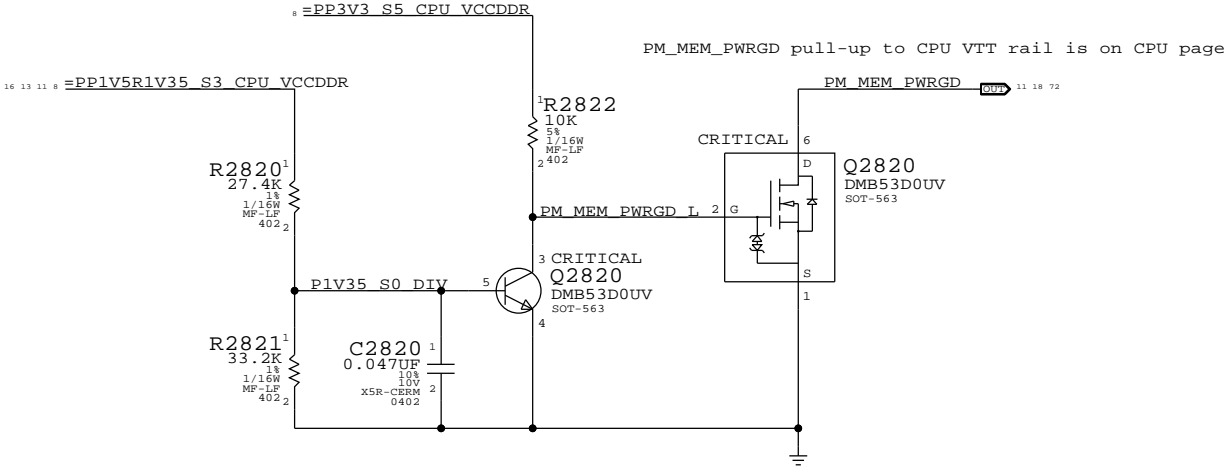 8 =PP3V3_S5_CPU_VCCDDR
PM_MEM_PWRGD pull-up to CPU VTT rail is on CPU page
16 13 11 8 =PP1V5R1V35_S3_CPU_VCCDDR
PM_MEM_PWRGD OUT 11 18 72
1
R2822
10K
5%
1/16W
MF-LF
402
2
CRITICAL 6
D
Q2820
DMB53D0UV
SOT-563
R2820 1
27.4K
1%
1/16W
MF-LF
402 2
PM_MEM_PWRGD_L 2 G
3 CRITICAL
Q2820
DMB53D0UV
SOT-563
P1V35_S0_DIV 5
4
S
1
R2821 1
33.2K
1%
1/16W
MF-LF
402 2
C2820 1
0.047UF
10%
10V
X5R-CERM 2
0402